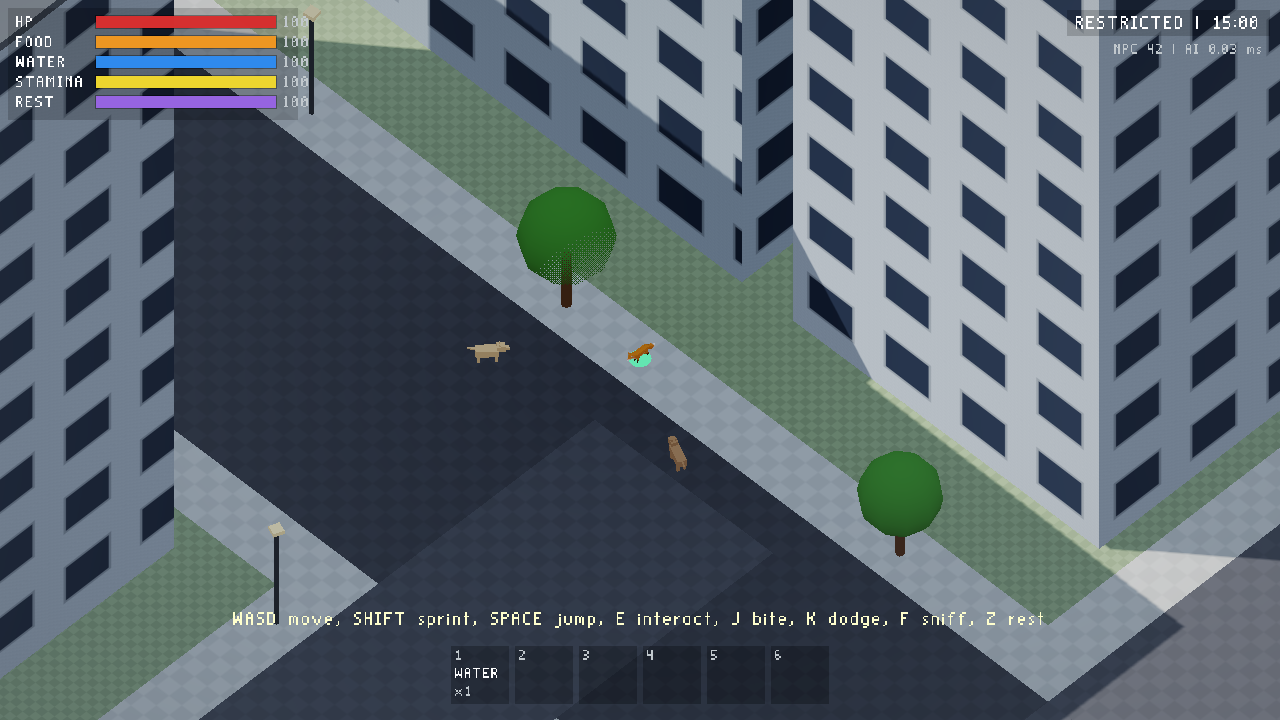 HP 100
FOOD 100
WATER 100
STAMINA 100
REST 100
RESTRICTED | 15:00
NPC 42 | AI 0.03 ms
WASD move, SHIFT sprint, SPACE jump, E interact, J bite, K dodge, F sniff, Z rest
1 2 3 4 5 6
WATER
x1